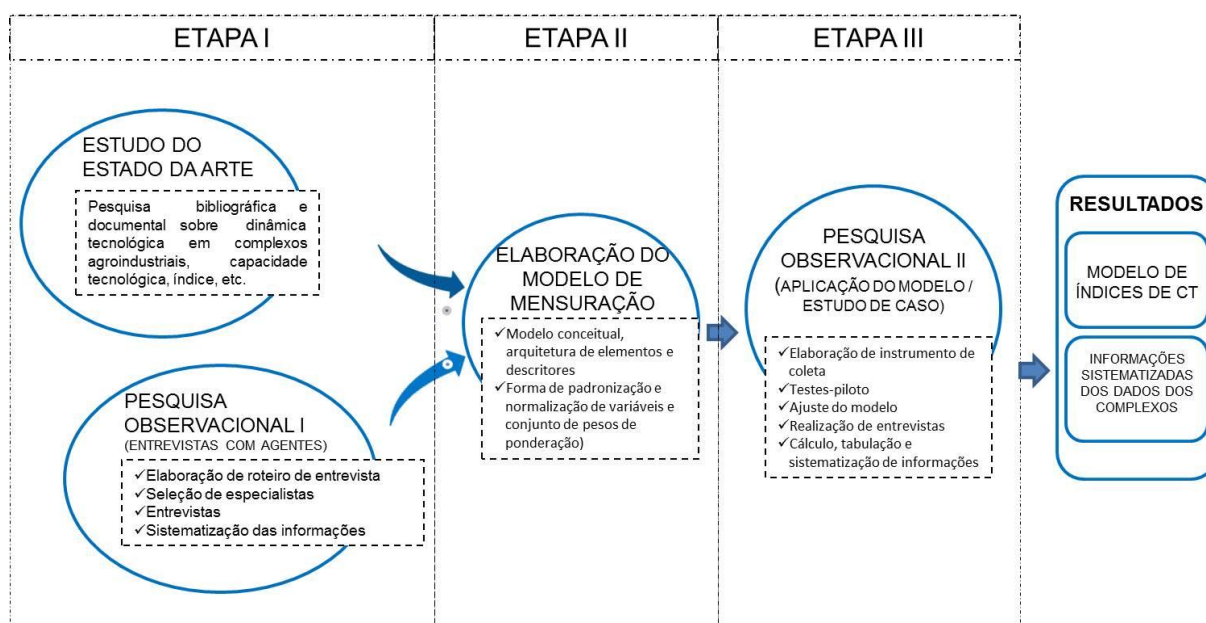 ETAPA I
ETAPA II
ETAPA III
ESTUDO DO
ESTADO DA ARTE
Pesquisa bibliográfica e
documental sobre dinâmica
tecnológica em complexos
agroindustriais, capacidade
tecnológica, índice, etc.
PESQUISA
OBSERVACIONAL I
(ENTREVISTAS COM AGENTES)
✓Elaboração de roteiro de entrevista
✓Seleção de especialistas
✓Entrevistas
✓Sistematização das informações
ELABORAÇÃO DO
MODELO DE
MENSURAÇÃO
✓Modelo conceitual,
arquitetura de elementos e
descritores
✓Forma de padronização e
normalização de variáveis e
conjunto de pesos de
ponderação)
PESQUISA
OBSERVACIONAL II
(APLICAÇÃO DO MODELO /
ESTUDO DE CASO)
✓Elaboração de instrumento de
coleta
✓Testes-piloto
✓Ajuste do modelo
✓Realização de entrevistas
✓Cálculo, tabulação e
sistematização de informações
RESULTADOS
MODELO DE
ÍNDICES DE CT
INFORMAÇÕES
SISTEMATIZADAS
DOS DADOS DOS
COMPLEXOS